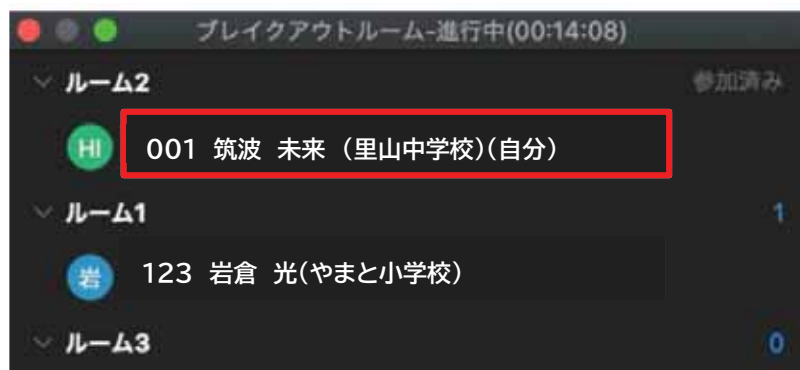 ブレイクアウトルーム-進行中(00:14:08)
ルーム2 参加済み
HI 001 筑波 未来 (里山中学校)(自分)
ルーム1 1
岩 123 岩倉 光(やまと小学校)
ルーム3 0